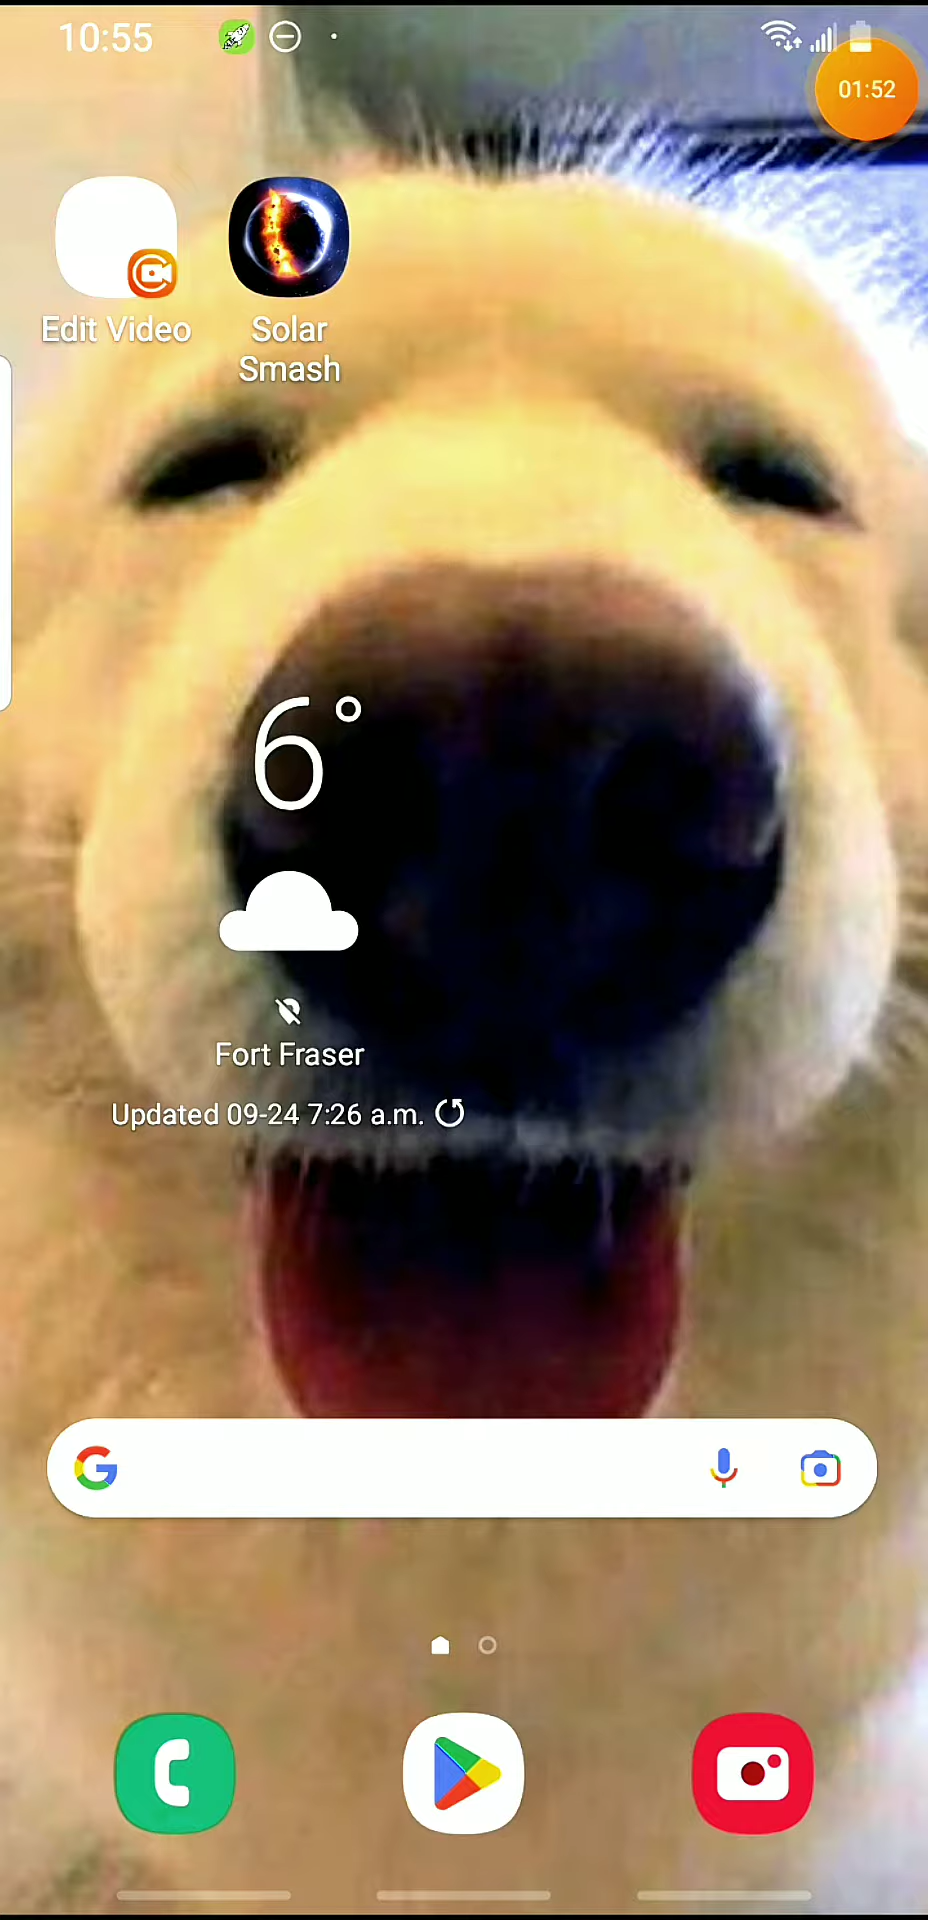 10:55
01:52
Edit Video
Solar
Smash
6°
Fort Fraser
Updated 09-24 7:26 a.m.